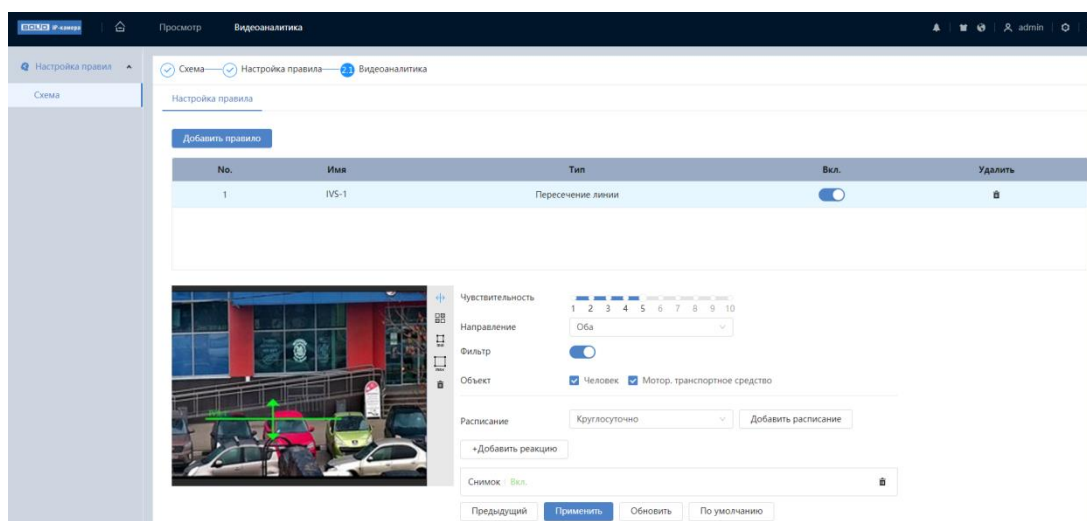 BOLID IP-камера Просмотр Видеоаналитика admin
Настройка правил
Схема
Схема Настройка правила 2.1 Видеоаналитика
Настройка правила
Добавить правило
No. Имя Тип Вкл. Удалить
1 IVS-1 Пересечение линии
Чувствительность
1 2 3 4 5 6 7 8 9 10
Направление Оба
Фильтр
Объект Человек Мотор. транспортное средство
Расписание Круглосуточно Добавить расписание
+Добавить реакцию
Снимок Вкл.
Предыдущий Применить Обновить По умолчанию